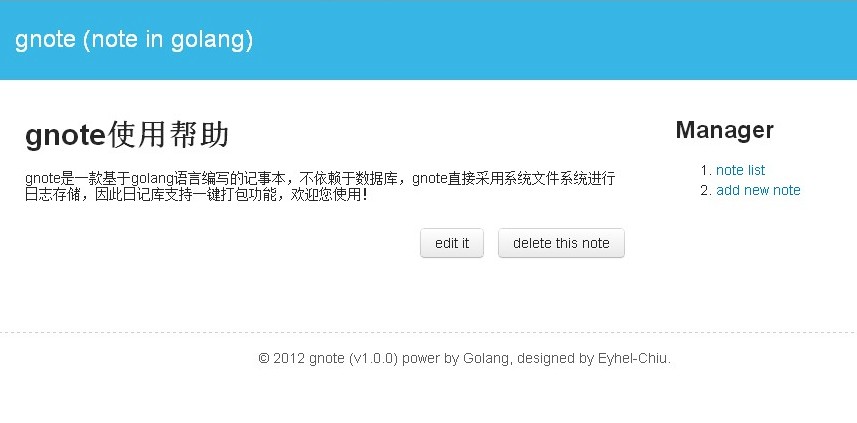 gnote (note in golang)
gnote使用帮助
gnote是一款基于golang语言编写的记事本，不依赖于数据库，gnote直接采用系统文件系统进行
日志存储，因此日记库支持一键打包功能，欢迎您使用！
edit it
delete this note
Manager
1. note list
2. add new note
© 2012 gnote (v1.0.0) power by Golang, designed by Eyhel-Chiu.